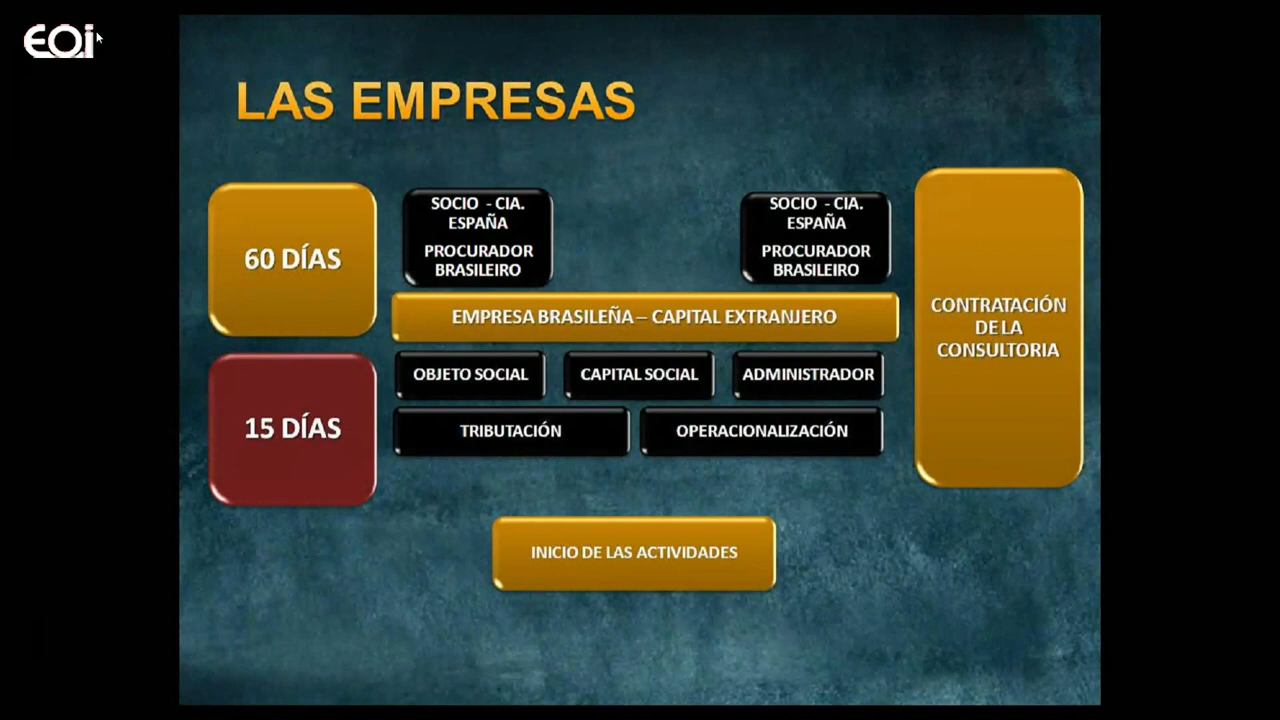 EOi
LAS EMPRESAS
60 DÍAS
SOCIO - CIA.
ESPAÑA
PROCURADOR
BRASILEIRO
SOCIO - CIA.
ESPAÑA
PROCURADOR
BRASILEIRO
EMPRESA BRASILEÑA – CAPITAL EXTRANJERO
CONTRATACIÓN
DE LA
CONSULTORIA
15 DÍAS
OBJETO SOCIAL
CAPITAL SOCIAL
ADMINISTRADOR
TRIBUTACIÓN
OPERACIONALIZACIÓN
INICIO DE LAS ACTIVIDADES